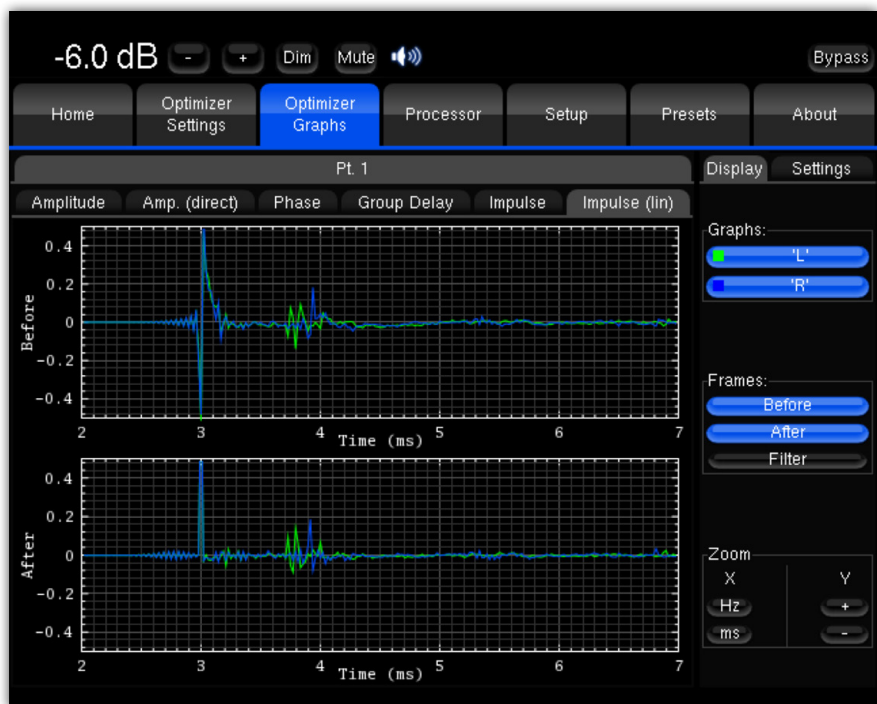 -6.0 dB - + Dim Mute Bypass
Home Optimizer Settings Optimizer Graphs Processor Setup Presets About
Pt. 1 Display Settings
Amplitude Amp. (direct) Phase Group Delay Impulse Impulse (lin)
Graphs:
'L'
'R'
Frames:
Before
After
Filter
Zoom
X Y
Hz +
ms -
Before
0.4
0.2
0
-0.2
-0.4
2 3 4 5 6 7
Time (ms)
After
0.4
0.2
0
-0.2
-0.4
2 3 4 5 6 7
Time (ms)